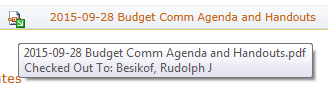 2015-09-28 Budget Comm Agenda and Handouts
2015-09-28 Budget Comm Agenda and Handouts.pdf
Checked Out To: Besikof, Rudolph J